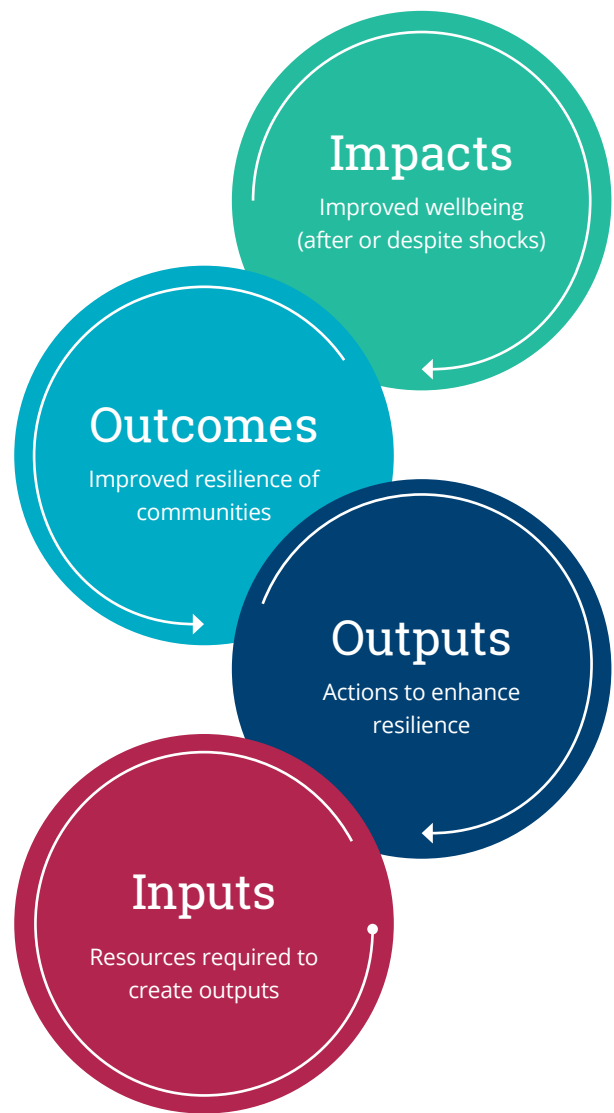 Impacts
Improved wellbeing
(after or despite shocks)
Outcomes
Improved resilience of
communities
Outputs
Actions to enhance
resilience
Inputs
Resources required to
create outputs